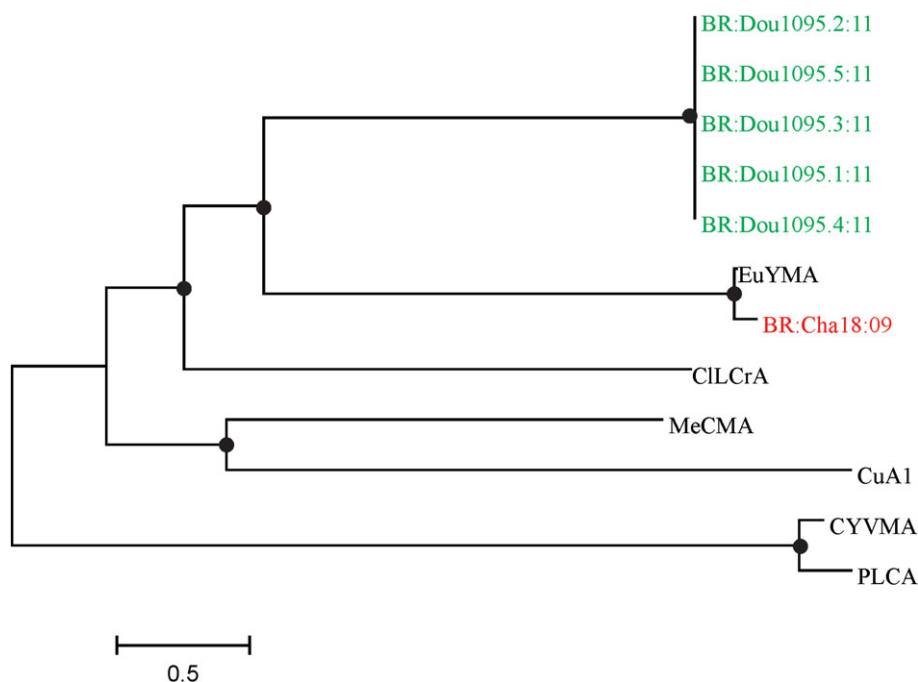 BR:Dou1095.2:11
BR:Dou1095.5:11
BR:Dou1095.3:11
BR:Dou1095.1:11
BR:Dou1095.4:11
EuYMA
BR:Cha18:09
ClLCrA
MeCMA
CuA1
CYVMA
PLCA
0.5